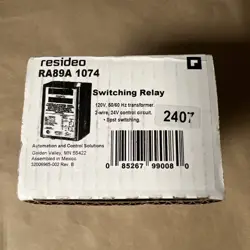 resideo
RA89A 1074
Switching Relay
120V, 50/60 Hz transformer.
2-wire, 24V control circuit.
• Spst switching.
2407
Automation and Control Solutions
Golden Valley, MN 55422
Assembled in Mexico
32006965-002 Rev. B
0 85267 99008 0